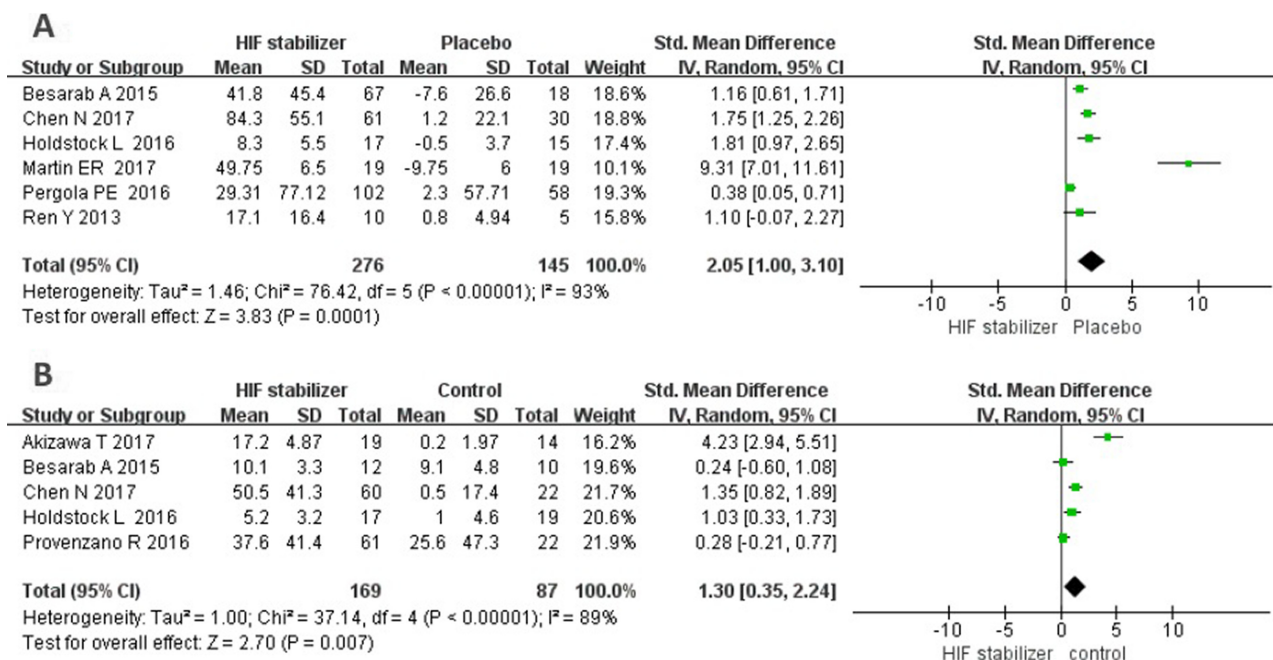 A
HIF stabilizer Placebo Std. Mean Difference Std. Mean Difference
Study or Subgroup Mean SD Total Mean SD Total Weight IV, Random, 95% CI IV, Random, 95% CI
Besarab A 2015 41.8 45.4 67 -7.6 26.6 18 18.6% 1.16 [0.61, 1.71]
Chen N 2017 84.3 55.1 61 1.2 22.1 30 18.8% 1.75 [1.25, 2.26]
Holdstock L 2016 8.3 5.5 17 -0.5 3.7 15 17.4% 1.81 [0.97, 2.65]
Martin ER 2017 49.75 6.5 19 -9.75 6 19 10.1% 9.31 [7.01, 11.61]
Pergola PE 2016 29.31 77.12 102 2.3 57.71 58 19.3% 0.38 [0.05, 0.71]
Ren Y 2013 17.1 16.4 10 0.8 4.94 5 15.8% 1.10 [-0.07, 2.27]
Total (95% CI) 276 145 100.0% 2.05 [1.00, 3.10]
Heterogeneity: Tau² = 1.46; Chi² = 76.42, df = 5 (P < 0.00001); I² = 93%
Test for overall effect: Z = 3.83 (P = 0.0001)
-10 -5 0 5 10
HIF stabilizer Placebo
B
HIF stabilizer Control Std. Mean Difference Std. Mean Difference
Study or Subgroup Mean SD Total Mean SD Total Weight IV, Random, 95% CI IV, Random, 95% CI
Akizawa T 2017 17.2 4.87 19 0.2 1.97 14 16.2% 4.23 [2.94, 5.51]
Besarab A 2015 10.1 3.3 12 9.1 4.8 10 19.6% 0.24 [-0.60, 1.08]
Chen N 2017 50.5 41.3 60 0.5 17.4 22 21.7% 1.35 [0.82, 1.89]
Holdstock L 2016 5.2 3.2 17 1 4.6 19 20.6% 1.03 [0.33, 1.73]
Provenzano R 2016 37.6 41.4 61 25.6 47.3 22 21.9% 0.28 [-0.21, 0.77]
Total (95% CI) 169 87 100.0% 1.30 [0.35, 2.24]
Heterogeneity: Tau² = 1.00; Chi² = 37.14, df = 4 (P < 0.00001); I² = 89%
Test for overall effect: Z = 2.70 (P = 0.007)
-10 -5 0 5 10
HIF stabilizer control